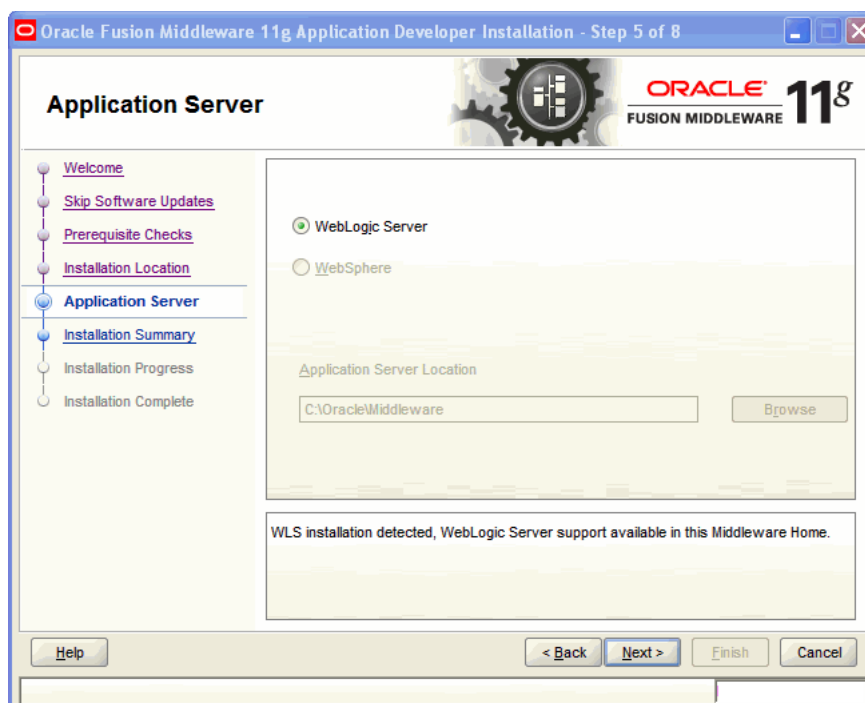 Oracle Fusion Middleware 11g Application Developer Installation - Step 5 of 8
Application Server
ORACLE
FUSION MIDDLEWARE 11g
Welcome
Skip Software Updates
Prerequisite Checks
Installation Location
Application Server
Installation Summary
Installation Progress
Installation Complete
WebLogic Server
WebSphere
Application Server Location
C:\Oracle\Middleware
Browse
WLS installation detected, WebLogic Server support available in this Middleware Home.
Help
< Back
Next >
Finish
Cancel